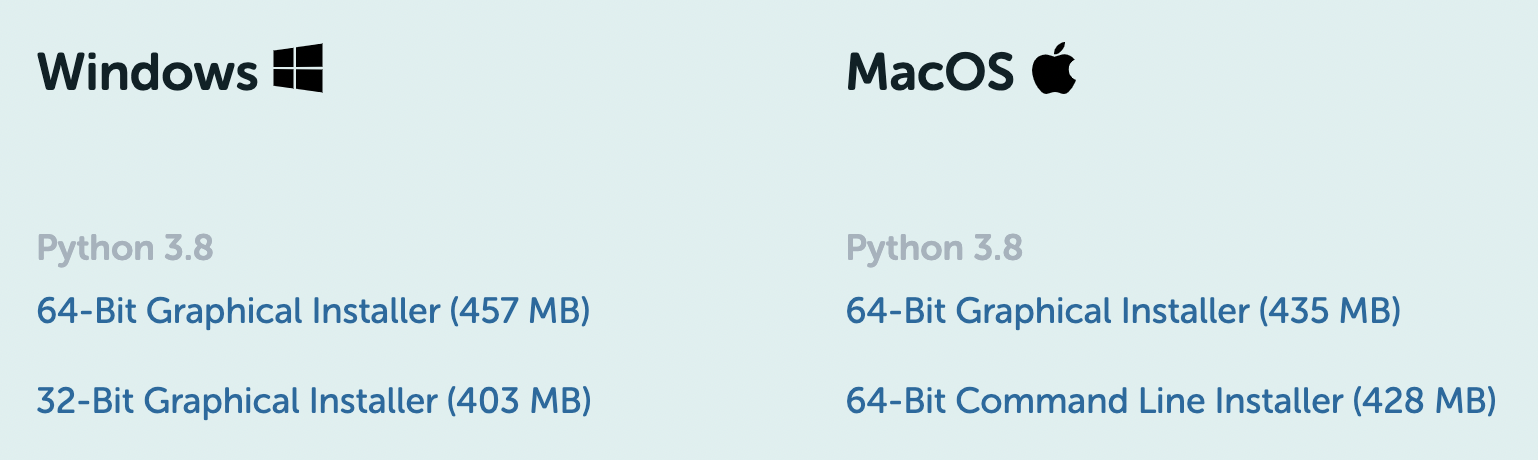 Windows
Python 3.8
64-Bit Graphical Installer (457 MB)
32-Bit Graphical Installer (403 MB)
MacOS
Python 3.8
64-Bit Graphical Installer (435 MB)
64-Bit Command Line Installer (428 MB)